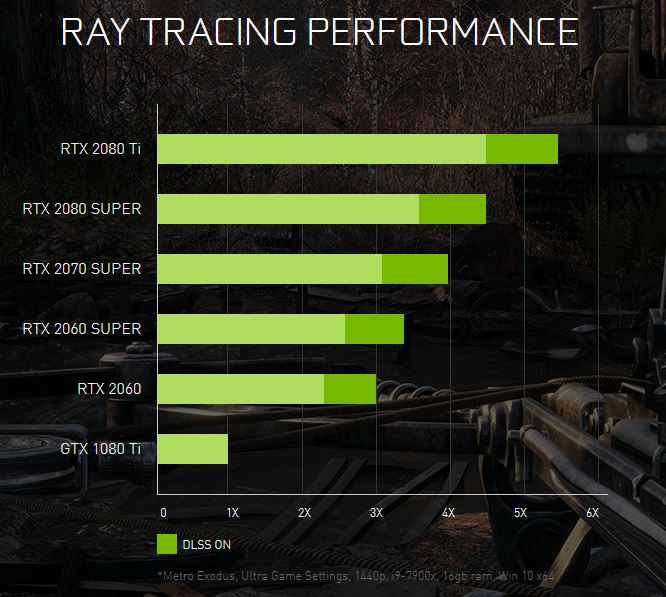 RAY TRACING PERFORMANCE
RTX 2080 Ti
RTX 2080 SUPER
RTX 2070 SUPER
RTX 2060 SUPER
RTX 2060
GTX 1080 Ti
0 1X 2X 3X 4X 5X 6X
DLSS ON
*Metro Exodus, Ultra Game Settings, 1440p, i9-7900x, 16gb ram, Win 10 x64